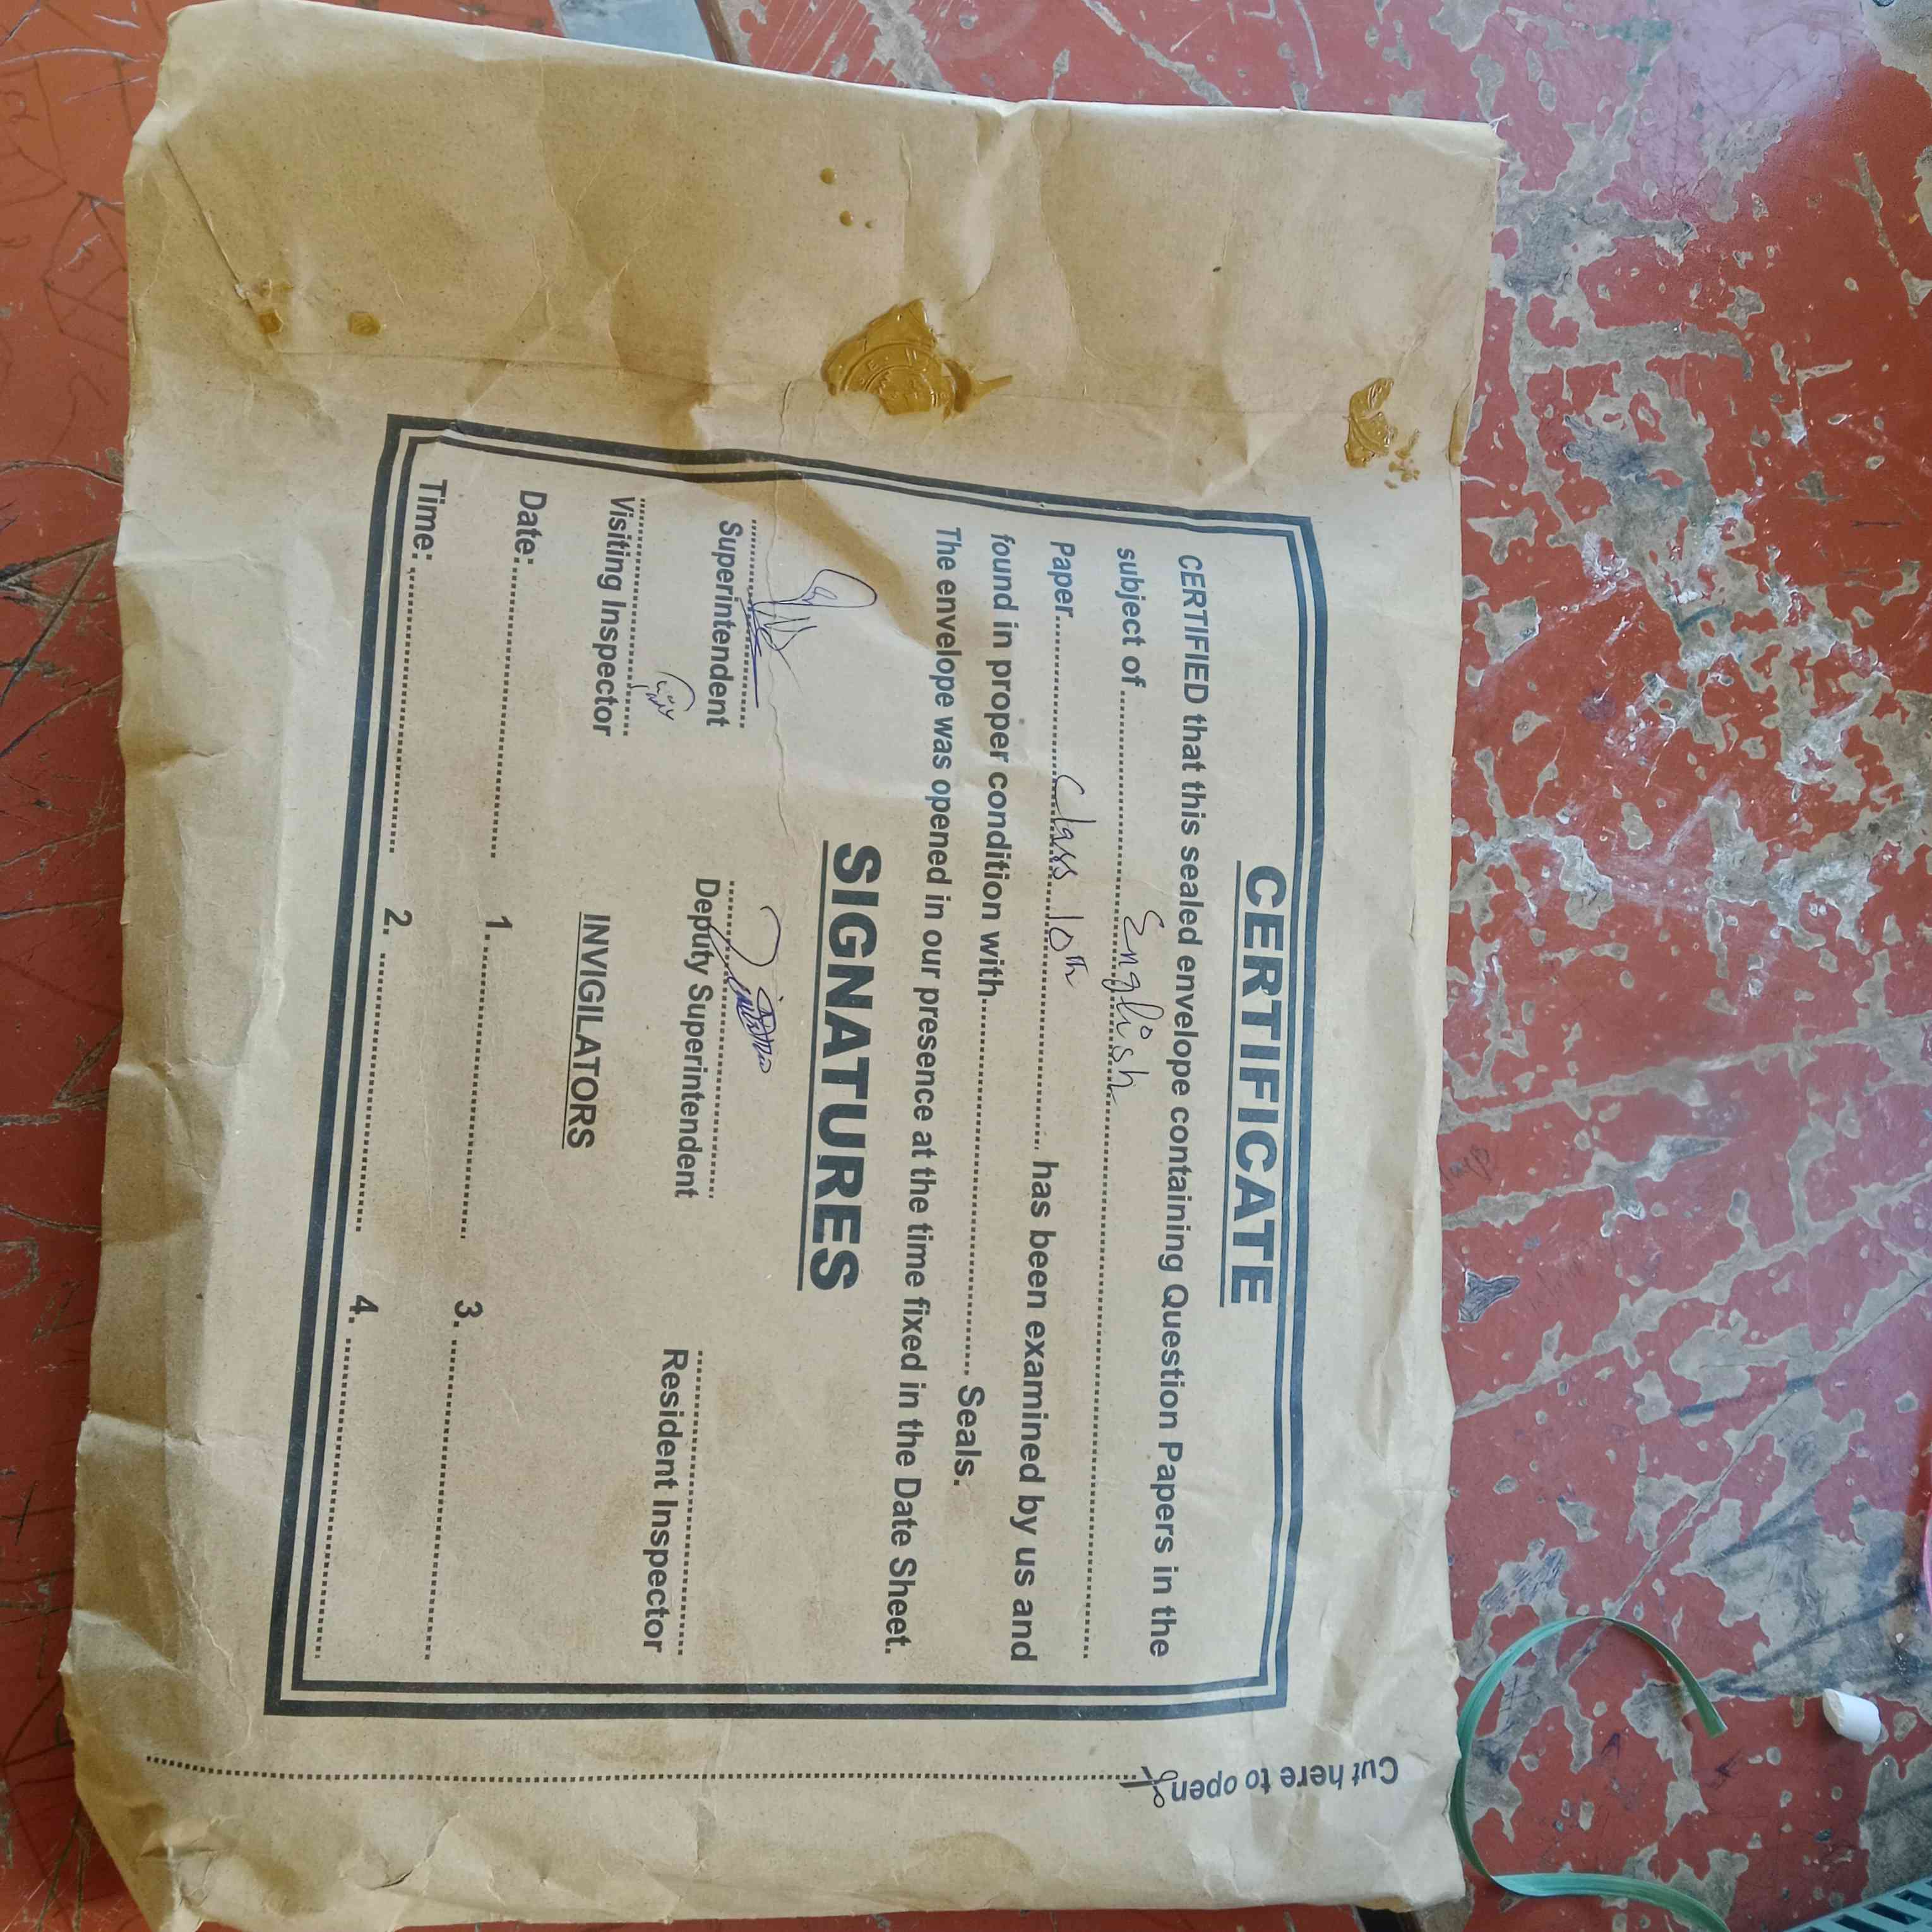 CERTIFICATE
CERTIFIED that this sealed envelope containing Question Papers in the
subject of ........ English ........
Paper ........ Class 10th ........ has been examined by us and
found in proper condition with ........ Seals.
The envelope was opened in our presence at the time fixed in the Date Sheet.
SIGNATURES
Superintendent Deputy Superintendent Resident Inspector
Visiting Inspector
INVIGILATORS
Date: ........ 1. ........ 3. ........
Time: ........ 2. ........ 4. ........
Cut here to open